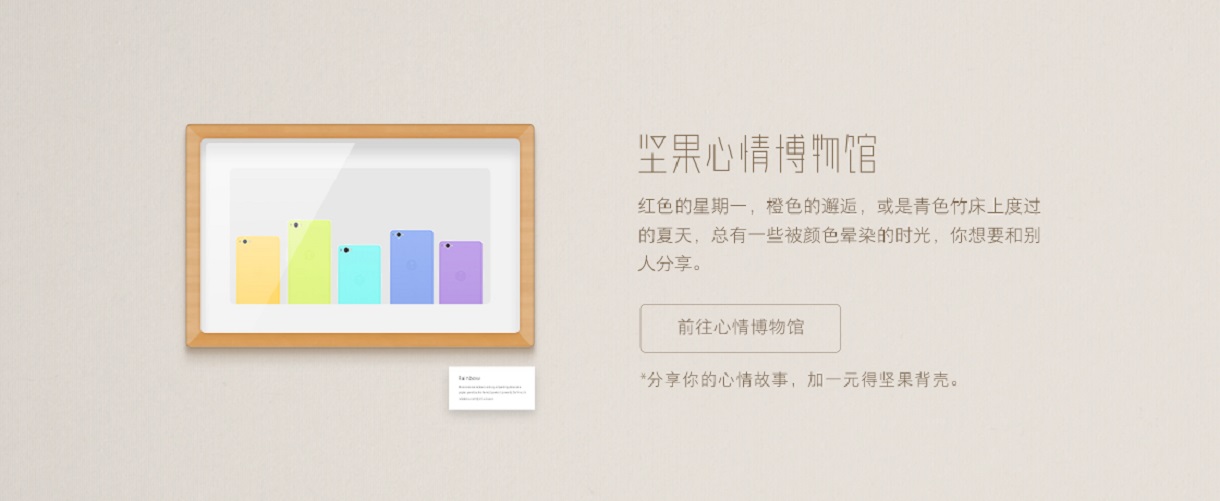 坚果心情博物馆
红色的星期一，橙色的邂逅，或是青色竹床上度过
的夏天，总有一些被颜色晕染的时光，你想要和别
人分享。
前往心情博物馆
*分享你的心情故事，加一元得坚果背壳。